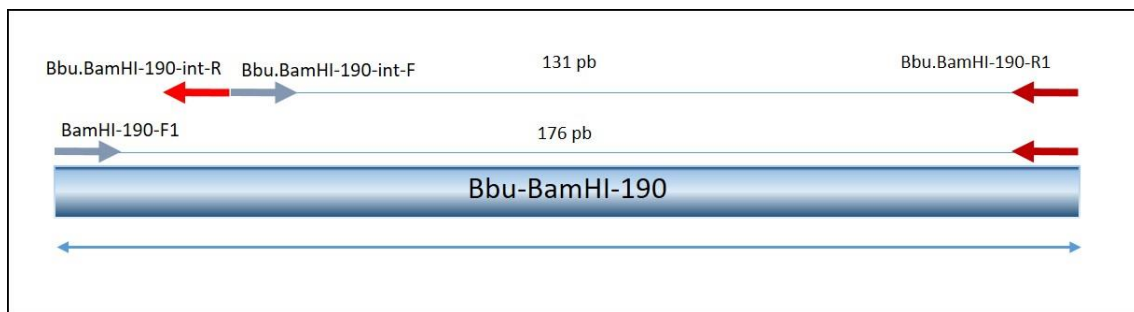 Bbu.BamHI-190-int-R Bbu.BamHI-190-int-F 131 pb Bbu.BamHI-190-R1
BamHI-190-F1 176 pb
Bbu-BamHI-190